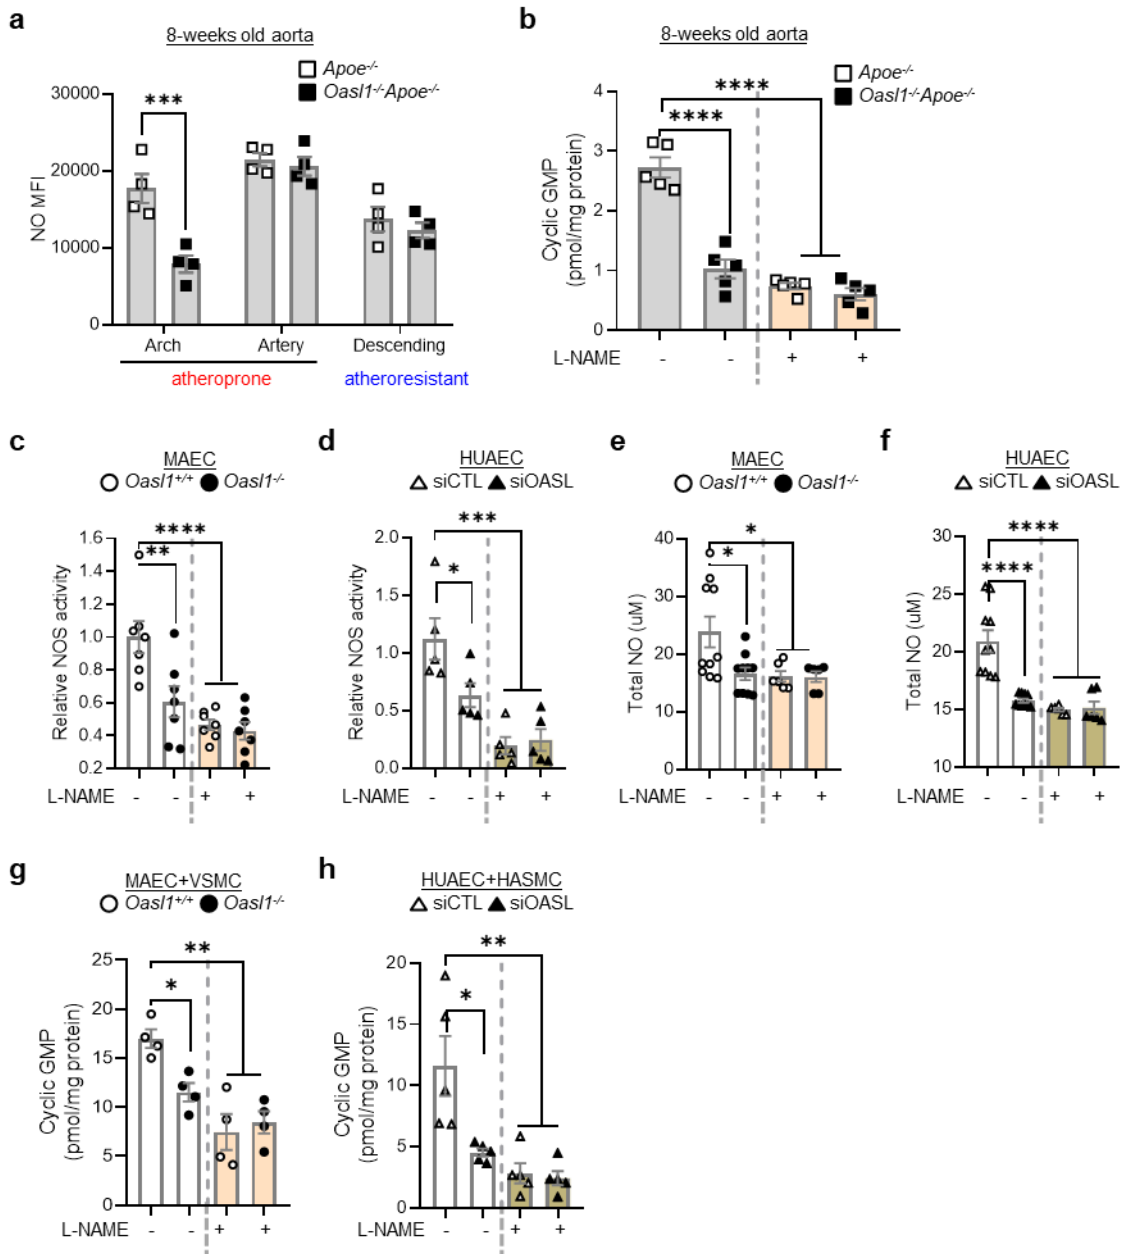 a
8-weeks old aorta
Apoe-/-
Oasl1-/-Apoe-/-
***
30000
20000
10000
0
NO MFI
Arch Artery Descending
atheroprone atheroresistant
b
8-weeks old aorta
Apoe-/-
Oasl1-/-Apoe-/-
****
****
4
3
2
1
0
Cyclic GMP
(pmol/mg protein)
L-NAME - - + +
c
MAEC
Oasl1+/+ Oasl1-/-
****
**
1.6
1.4
1.2
1.0
0.8
0.6
0.4
0.2
Relative NOS activity
L-NAME - - + +
d
HUAEC
siCTL siOASL
***
*
2.0
1.5
1.0
0.5
0.0
Relative NOS activity
- - + +
e
MAEC
Oasl1+/+ Oasl1-/-
*
*
40
30
20
10
0
Total NO (uM)
L-NAME - - + +
f
HUAEC
siCTL siOASL
****
****
30
25
20
15
10
Total NO (uM)
- - + +
g
MAEC+VSMC
Oasl1+/+ Oasl1-/-
**
*
25
20
15
10
5
0
Cyclic GMP
(pmol/mg protein)
L-NAME - - + +
h
HUAEC+HASMC
siCTL siOASL
**
*
20
15
10
5
0
Cyclic GMP
(pmol/mg protein)
- - + +